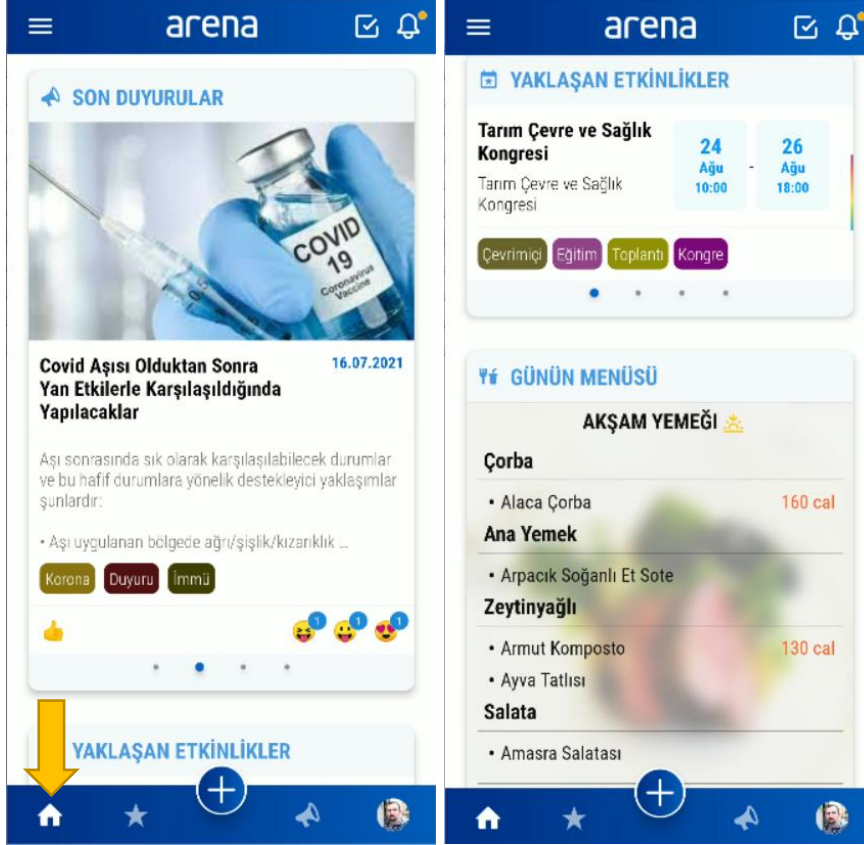 arena
SON DUYURULAR
COVID
19
Coronavirus
Vaccine
0.5
Covid Aşısı Olduktan Sonra
Yan Etkilerle Karşılaşıldığında
Yapılacaklar
16.07.2021
Aşı sonrasında sık olarak karşılaşılabilecek durumlar
ve bu hafif durumlara yönelik destekleyici yaklaşımlar
şunlardır:
• Aşı uygulanan bölgede ağrı/şişlik/kızarıklık ...
Korona Duyuru İmmü
1 1 1
YAKLAŞAN ETKİNLİKLER
arena
YAKLAŞAN ETKİNLİKLER
Tarım Çevre ve Sağlık
Kongresi
Tarım Çevre ve Sağlık
Kongresi
24
Ağu
10:00
-
26
Ağu
18:00
Çevrimiçi Eğitim Toplantı Kongre
GÜNÜN MENÜSÜ
AKŞAM YEMEĞİ
Çorba
• Alaca Çorba 160 cal
Ana Yemek
• Arpacık Soğanlı Et Sote
Zeytinyağlı
• Armut Komposto 130 cal
• Ayva Tatlısı
Salata
• Amasra Salatası